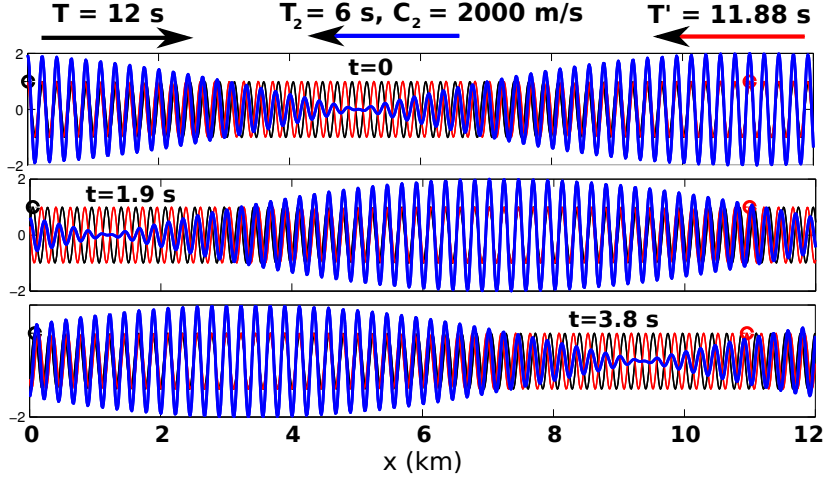 T = 12 s
T₂= 6 s, C₂ = 2000 m/s
T' = 11.88 s
2
t=0
0
−2
2
t=1.9 s
0
−2
t=3.8 s
−2
0 2 4 6 8 10 12
x (km)